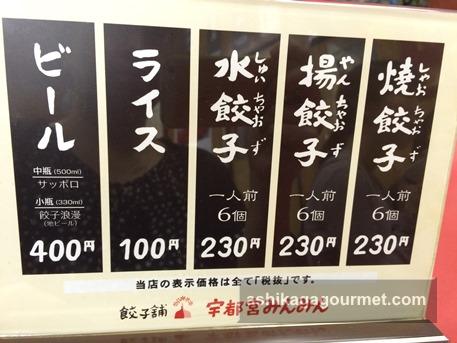 焼餃子
しゃおちゃおず
一人前
6個
230円
揚餃子
やんちゃおず
一人前
6個
230円
水餃子
しゅいちゃおず
一人前
6個
230円
ライス
100円
ビール
中瓶(500ml)
サッポロ
小瓶(330ml)
餃子浪漫
(地ビール)
400円
当店の表示価格は全て「税抜」です。
餃子舗 宇都宮みんみん
ashikagagourmet.com